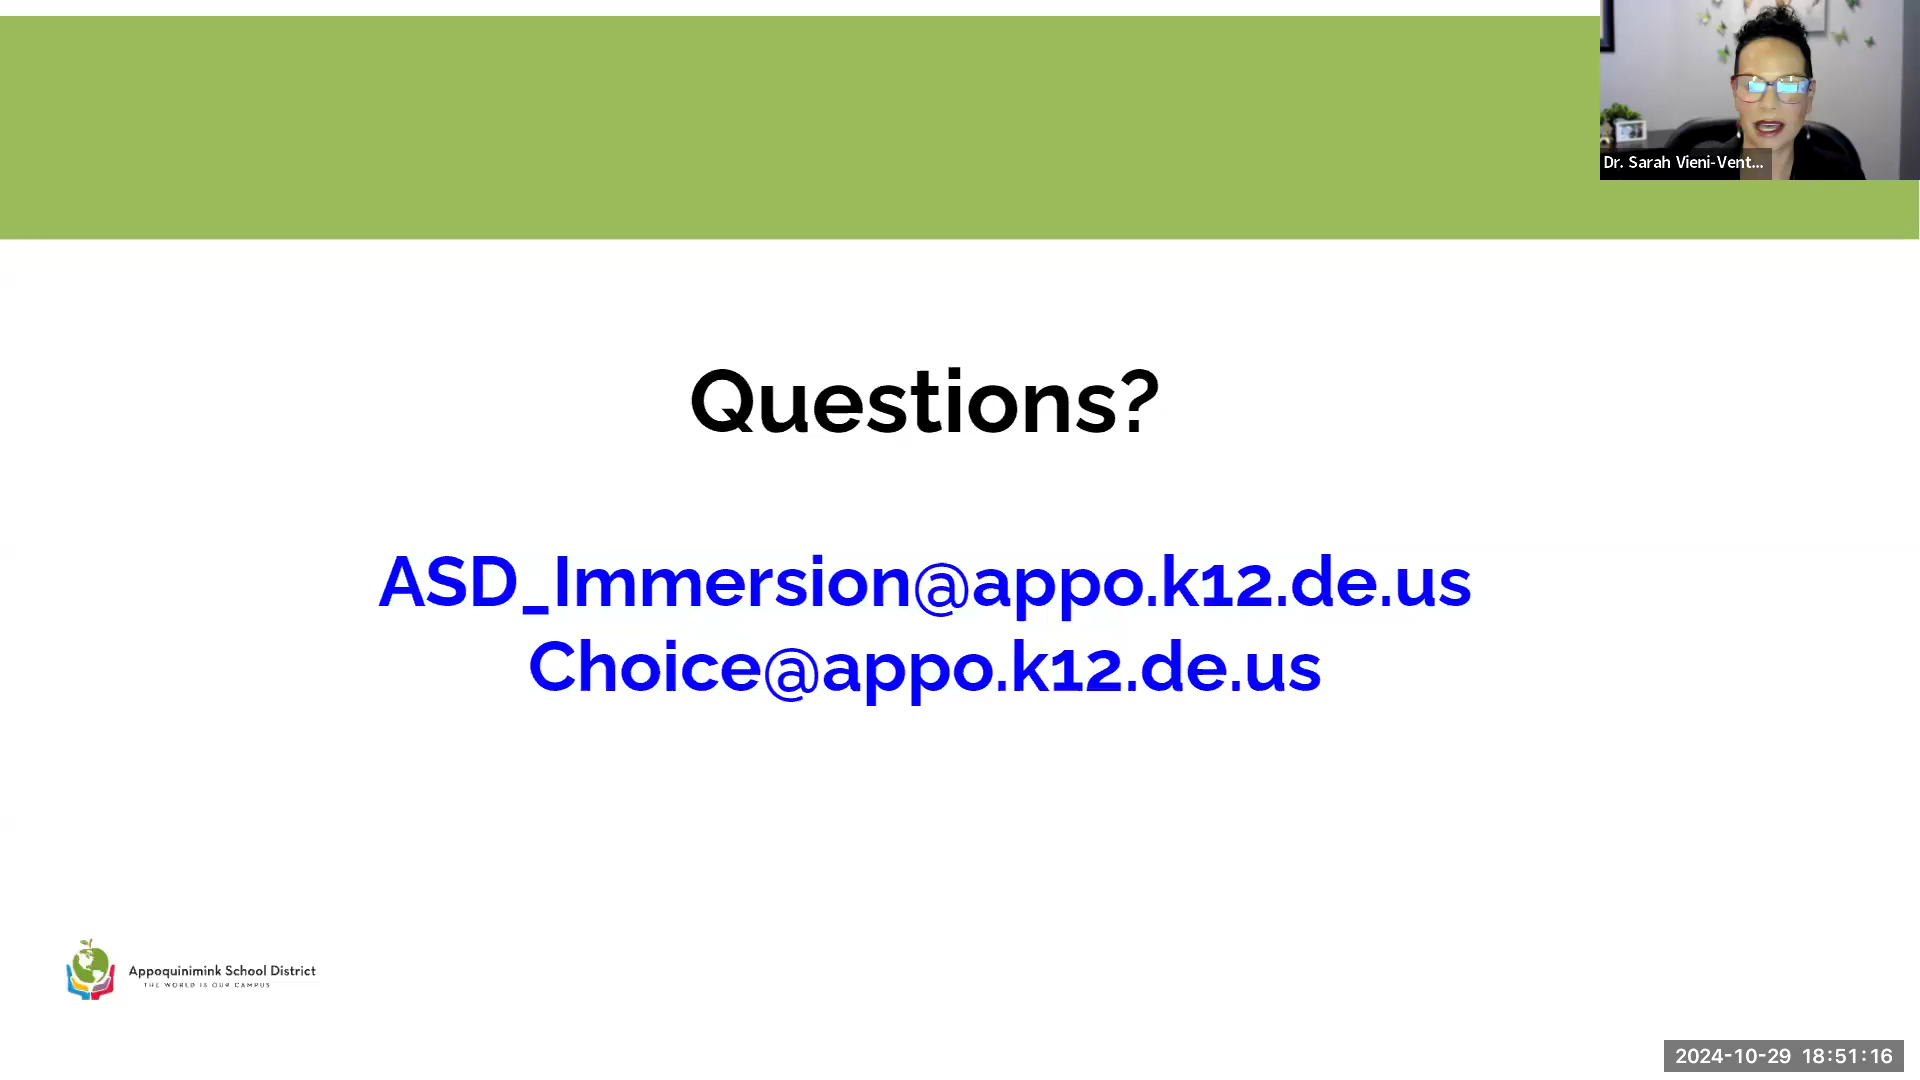 Dr. Sarah Vieni-Vent...
Questions?
ASD_Immersion@appo.k12.de.us
Choice@appo.k12.de.us
Appoquinimink School District
THE WORLD IS OUR CAMPUS
2024-10-29 18:51:16